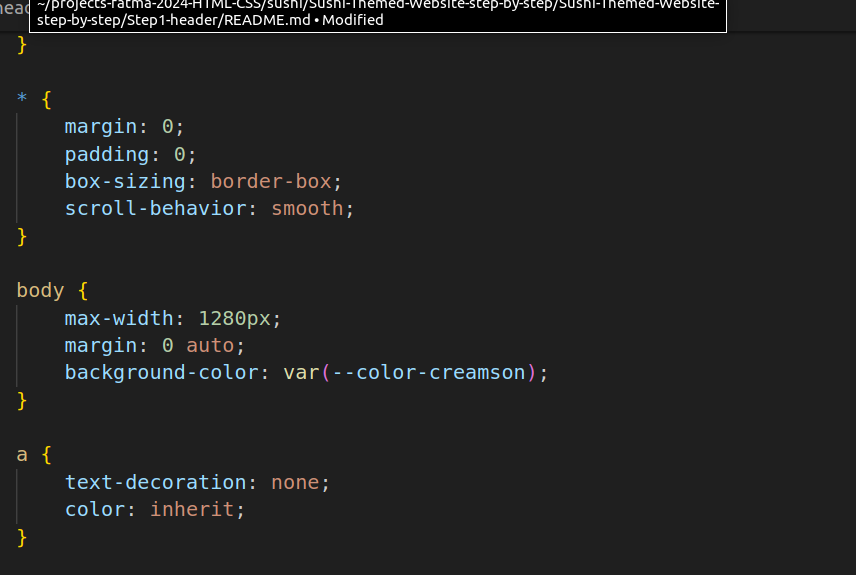 ~/projects-fatma-2024-HTML-CSS/sushi/Sushi-Themed-Website-step-by-step/Sushi-Themed-Website-
step-by-step/Step1-header/README.md • Modified
}
* {
    margin: 0;
    padding: 0;
    box-sizing: border-box;
    scroll-behavior: smooth;
}
body {
    max-width: 1280px;
    margin: 0 auto;
    background-color: var(--color-creamson);
}
a {
    text-decoration: none;
    color: inherit;
}